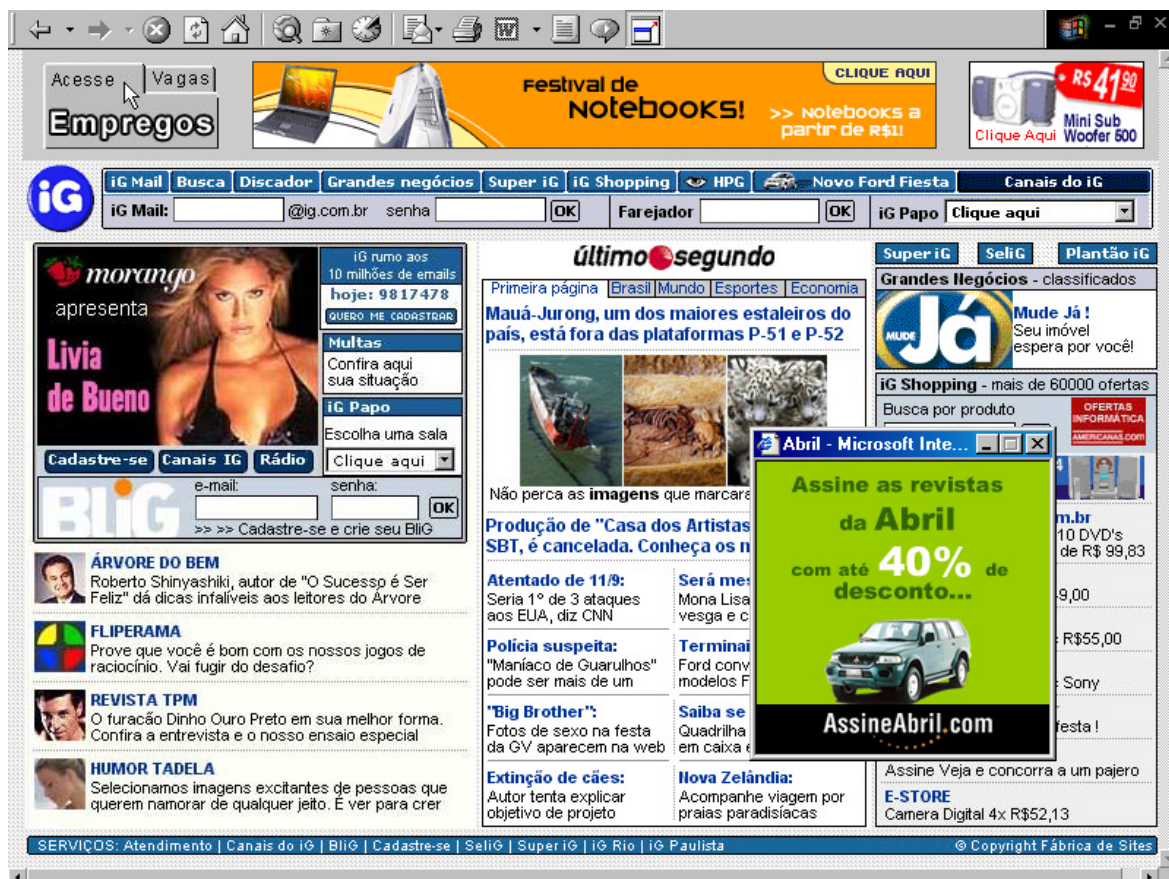 Acesse
Vagas
Empregos
Festival de
NOTEBOOKS!
CLIQUE AQUI
>> NOTEBOOKS a
partir de R$1!
R$ 41,90
Clique Aqui
Mini Sub
Woofer 600
iG
iG Mail
Busca
Discador
Grandes negócios
Super iG
iG Shopping
HPG
Novo Ford Fiesta
Canais do iG
iG Mail:
@ig.com.br
senha
OK
Farejador
OK
iG Papo
Clique aqui
morango
apresenta
Livia
de Bueno
Cadastre-se
Canais IG
Rádio
iG rumo aos
10 milhões de emails
hoje: 9817478
QUERO ME CADASTRAR
Multas
Confira aqui
sua situação
iG Papo
Escolha uma sala
Clique aqui
BLiG
e-mail:
senha:
OK
>> >> Cadastre-se e crie seu BliG
ÁRVORE DO BEM
Roberto Shinyashiki, autor de "O Sucesso é Ser
Feliz" dá dicas infalíveis aos leitores do Árvore
FLIPERAMA
Prove que você é bom com os nossos jogos de
raciocínio. Vai fugir do desafio?
REVISTA TPM
O furacão Dinho Ouro Preto em sua melhor forma.
Confira a entrevista e o nosso ensaio especial
HUMOR TADELA
Selecionamos imagens excitantes de pessoas que
querem namorar de qualquer jeito. É ver para crer
último segundo
Primeira página
Brasil
Mundo
Esportes
Economia
Mauá-Jurong, um dos maiores estaleiros do
país, está fora das plataformas P-51 e P-52
Não perca as imagens que marcara
Produção de "Casa dos Artistas
SBT, é cancelada. Conheça os n
Atentado de 11/9:
Seria 1º de 3 ataques
aos EUA, diz CNN
Polícia suspeita:
"Maníaco de Guarulhos"
pode ser mais de um
"Big Brother":
Fotos de sexo na festa
da GV aparecem na web
Extinção de cães:
Autor tenta explicar
objetivo de projeto
Será mes
Mona Lisa
vesga e c
Terminai
Ford conv
modelos F
Saiba se
Quadrilha
em caixa e
Nova Zelândia:
Acompanhe viagem por
praias paradisíacas
Super iG
SeliG
Plantão iG
Grandes Negócios - classificados
MUDE
Já
Mude Já !
Seu imóvel
espera por você!
iG Shopping - mais de 60000 ofertas
Busca por produto
OFERTAS
INFORMÁTICA
AMERICANAS.COM
m.br
10 DVD's
de R$ 99,83
9,00
R$55,00
Sony
festa !
Assine Veja e concorra a um pajero
E-STORE
Camera Digital 4x R$52,13
Abril - Microsoft Inte...
Assine as revistas
da Abril
com até 40% de
desconto...
AssineAbril.com
SERVIÇOS: Atendimento | Canais do iG | BliG | Cadastre-se | SeliG | Super iG | iG Rio | iG Paulista
© Copyright Fábrica de Sites